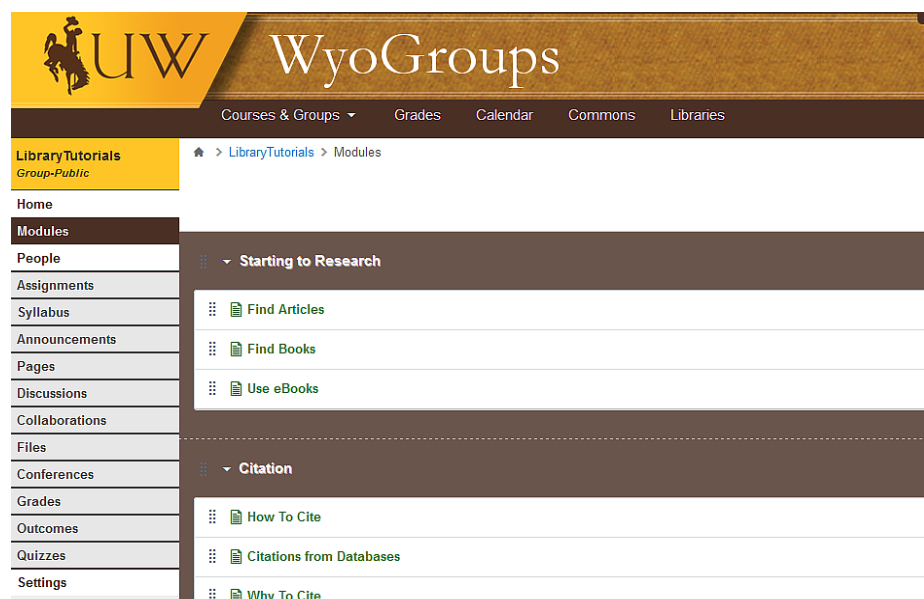 UW WyoGroups
Courses & Groups Grades Calendar Commons Libraries
LibraryTutorials
Group-Public
Home
Modules
People
Assignments
Syllabus
Announcements
Pages
Discussions
Collaborations
Files
Conferences
Grades
Outcomes
Quizzes
Settings
> LibraryTutorials > Modules
Starting to Research
Find Articles
Find Books
Use eBooks
Citation
How To Cite
Citations from Databases
Why To Cite